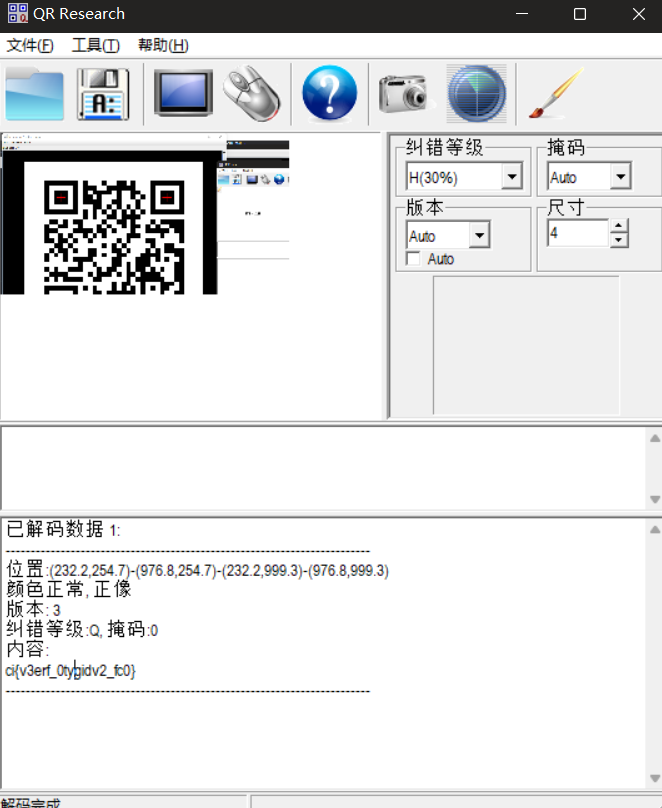 QR Research
文件(F) 工具(T) 帮助(H)
纠错等级 掩码
H(30%) Auto
版本 尺寸
Auto 4
Auto
已解码数据 1:
--------------------------------------------------------------------------
位置:(232.2,254.7)-(976.8,254.7)-(232.2,999.3)-(976.8,999.3)
颜色正常, 正像
版本: 3
纠错等级:Q, 掩码:0
内容:
ci{v3erf_0tygidv2_fc0}
--------------------------------------------------------------------------
解码完成